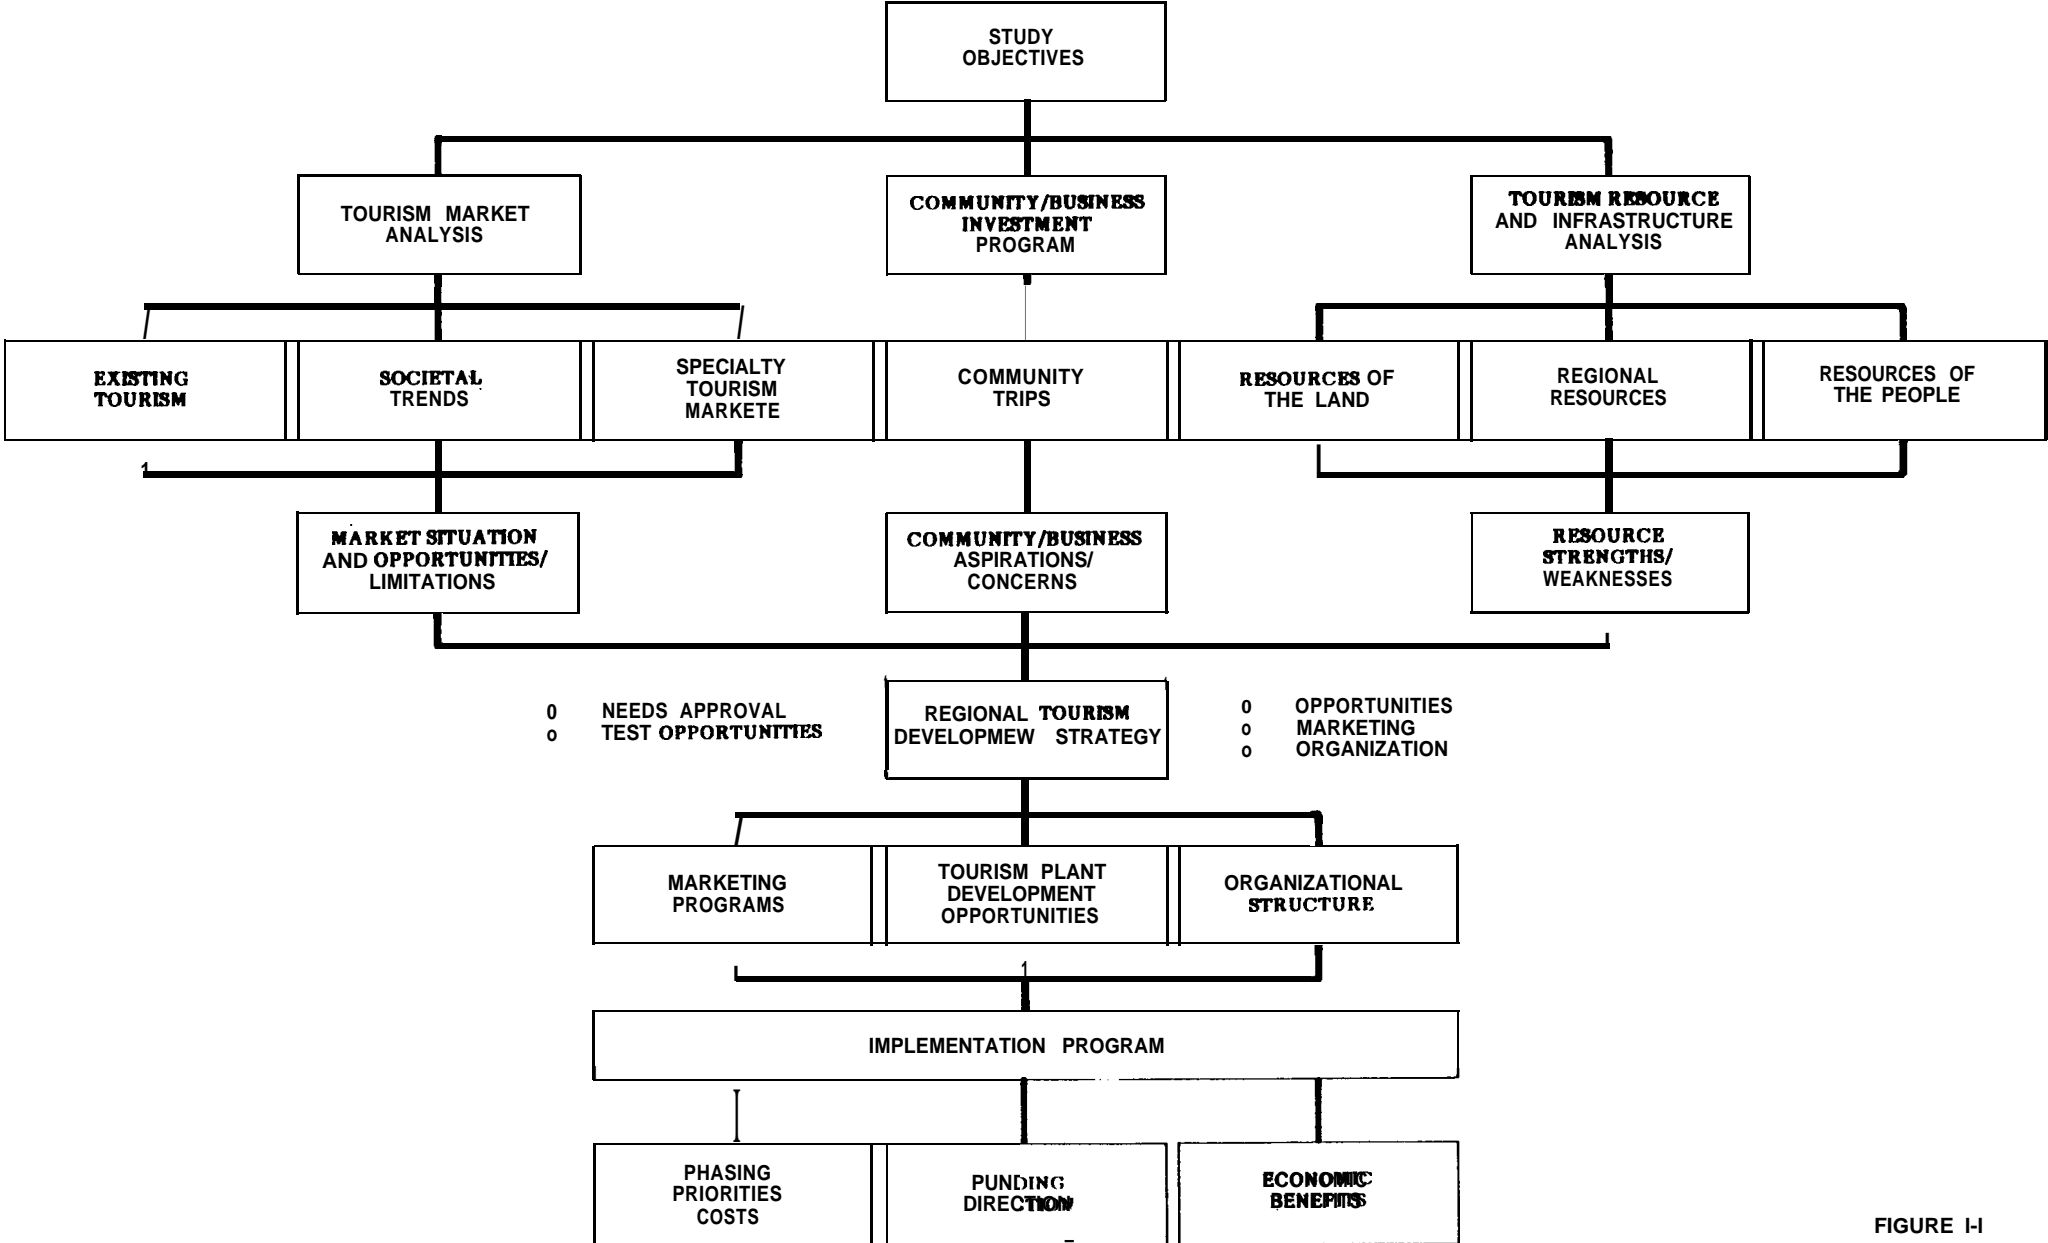 STUDY
OBJECTIVES
TOURISM MARKET
ANALYSIS
COMMUNITY/BUSINESS
INVESTMENT
PROGRAM
TOURISM RESOURCE
AND INFRASTRUCTURE
ANALYSIS
EXISTING
TOURISM
SOCIETAL
TRENDS
SPECIALTY
TOURISM
MARKETE
COMMUNITY
TRIPS
RESOURCES OF
THE LAND
REGIONAL
RESOURCES
RESOURCES OF
THE PEOPLE
MARKET SITUATION
AND OPPORTUNITIES/
LIMITATIONS
COMMUNITY/BUSINESS
ASPIRATIONS/
CONCERNS
RESOURCE
STRENGTHS/
WEAKNESSES
0 NEEDS APPROVAL
o TEST OPPORTUNITIES
REGIONAL TOURISM
DEVELOPMEW STRATEGY
0 OPPORTUNITIES
o MARKETING
o ORGANIZATION
MARKETING
PROGRAMS
TOURISM PLANT
DEVELOPMENT
OPPORTUNITIES
ORGANIZATIONAL
STRUCTURE
IMPLEMENTATION PROGRAM
PHASING
PRIORITIES
COSTS
PUNDING
DIRECTION
ECONOMIC
BENEPITS
FIGURE I-I